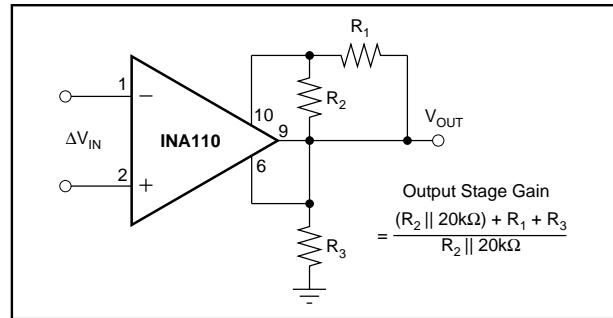 R1
1
−
10
R2
VOUT
ΔVIN
INA110
9
6
2
+
Output Stage Gain
= (R2 || 20kΩ) + R1 + R3
R2 || 20kΩ
R3